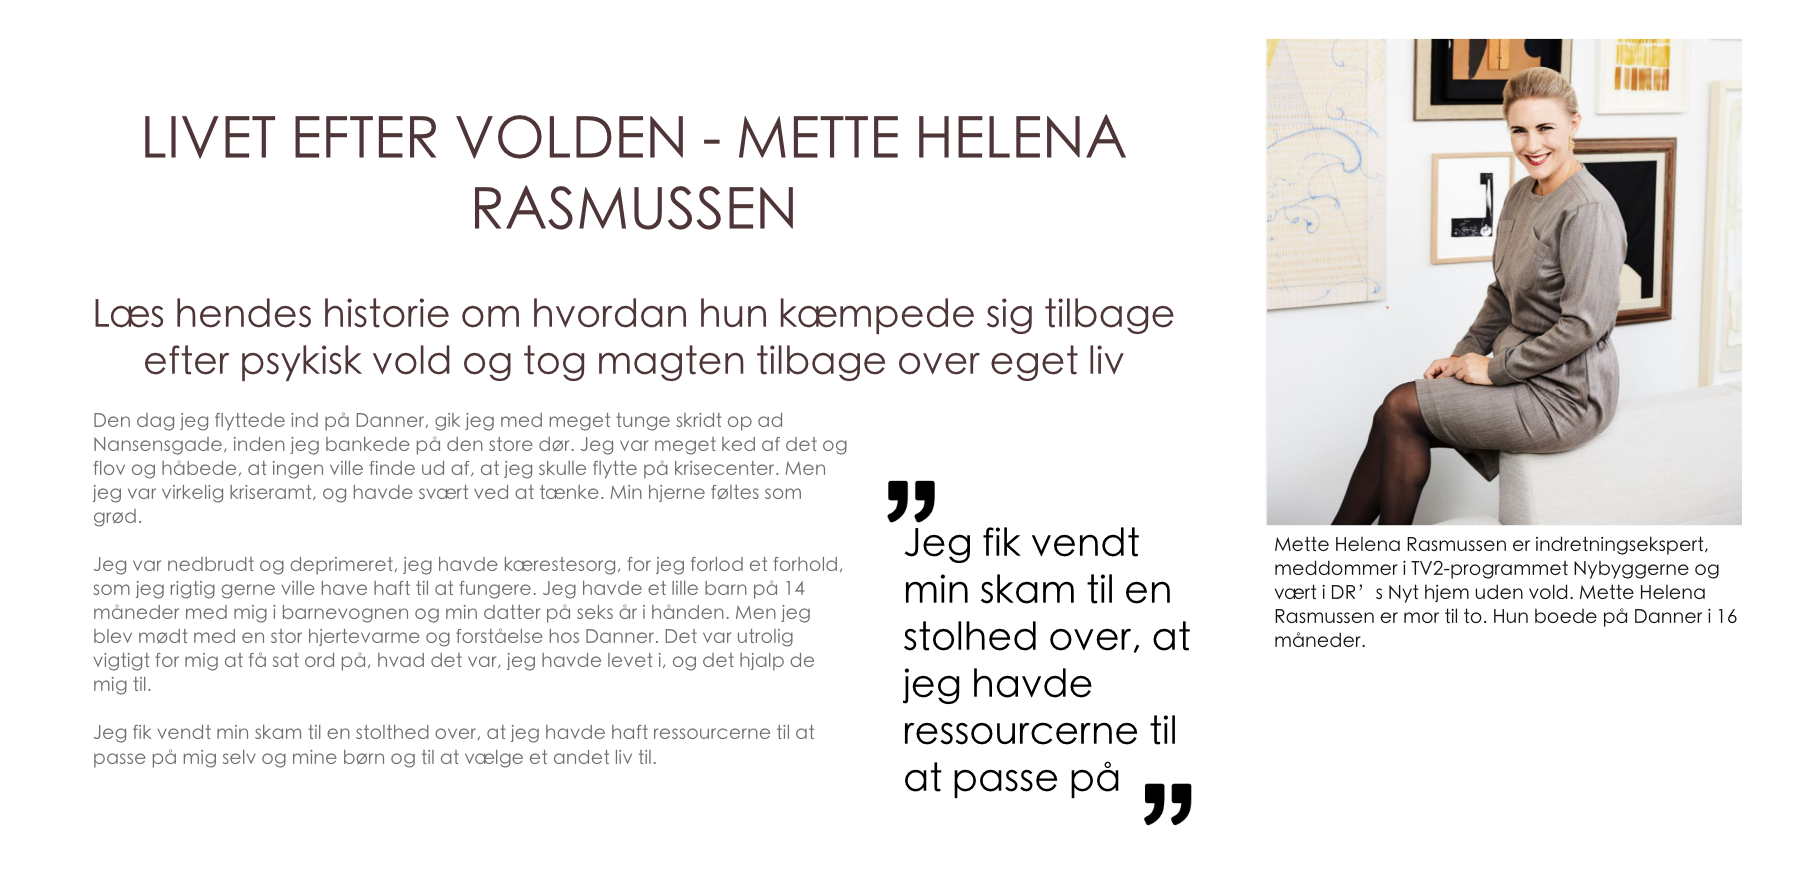 LIVET EFTER VOLDEN - METTE HELENA
RASMUSSEN
Læs hendes historie om hvordan hun kæmpede sig tilbage
efter psykisk vold og tog magten tilbage over eget liv
Den dag jeg flyttede ind på Danner, gik jeg med meget tunge skridt op ad
Nansensgade, inden jeg bankede på den store dør. Jeg var meget ked af det og
flov og håbede, at ingen ville finde ud af, at jeg skulle flytte på krisecenter. Men
jeg var virkelig kriseramt, og havde svært ved at tænke. Min hjerne føltes som
grød.
Jeg var nedbrudt og deprimeret, jeg havde kærestesorg, for jeg forlod et forhold,
som jeg rigtig gerne ville have haft til at fungere. Jeg havde et lille barn på 14
måneder med mig i barnevognen og min datter på seks år i hånden. Men jeg
blev mødt med en stor hjertevarme og forståelse hos Danner. Det var utrolig
vigtigt for mig at få sat ord på, hvad det var, jeg havde levet i, og det hjalp de
mig til.
Jeg fik vendt min skam til en stolthed over, at jeg havde haft ressourcerne til at
passe på mig selv og mine børn og til at vælge et andet liv til.
”
Jeg fik vendt
min skam til en
stolhed over, at
jeg havde
ressourcerne til
at passe på
”
Mette Helena Rasmussen er indretningsekspert,
meddommer i TV2-programmet Nybyggerne og
vært i DR’s Nyt hjem uden vold. Mette Helena
Rasmussen er mor til to. Hun boede på Danner i 16
måneder.